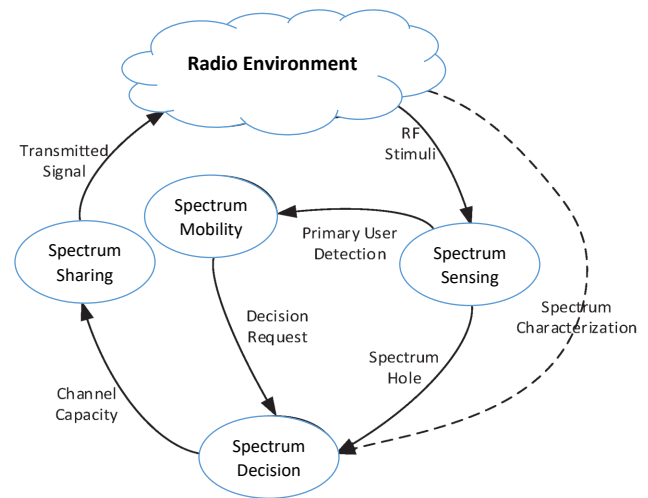 Radio Environment
RF
Stimuli
Transmitted
Signal
Spectrum
Mobility
Primary User
Detection
Spectrum
Sensing
Spectrum
Sharing
Decision
Request
Spectrum
Characterization
Spectrum
Hole
Channel
Capacity
Spectrum
Decision